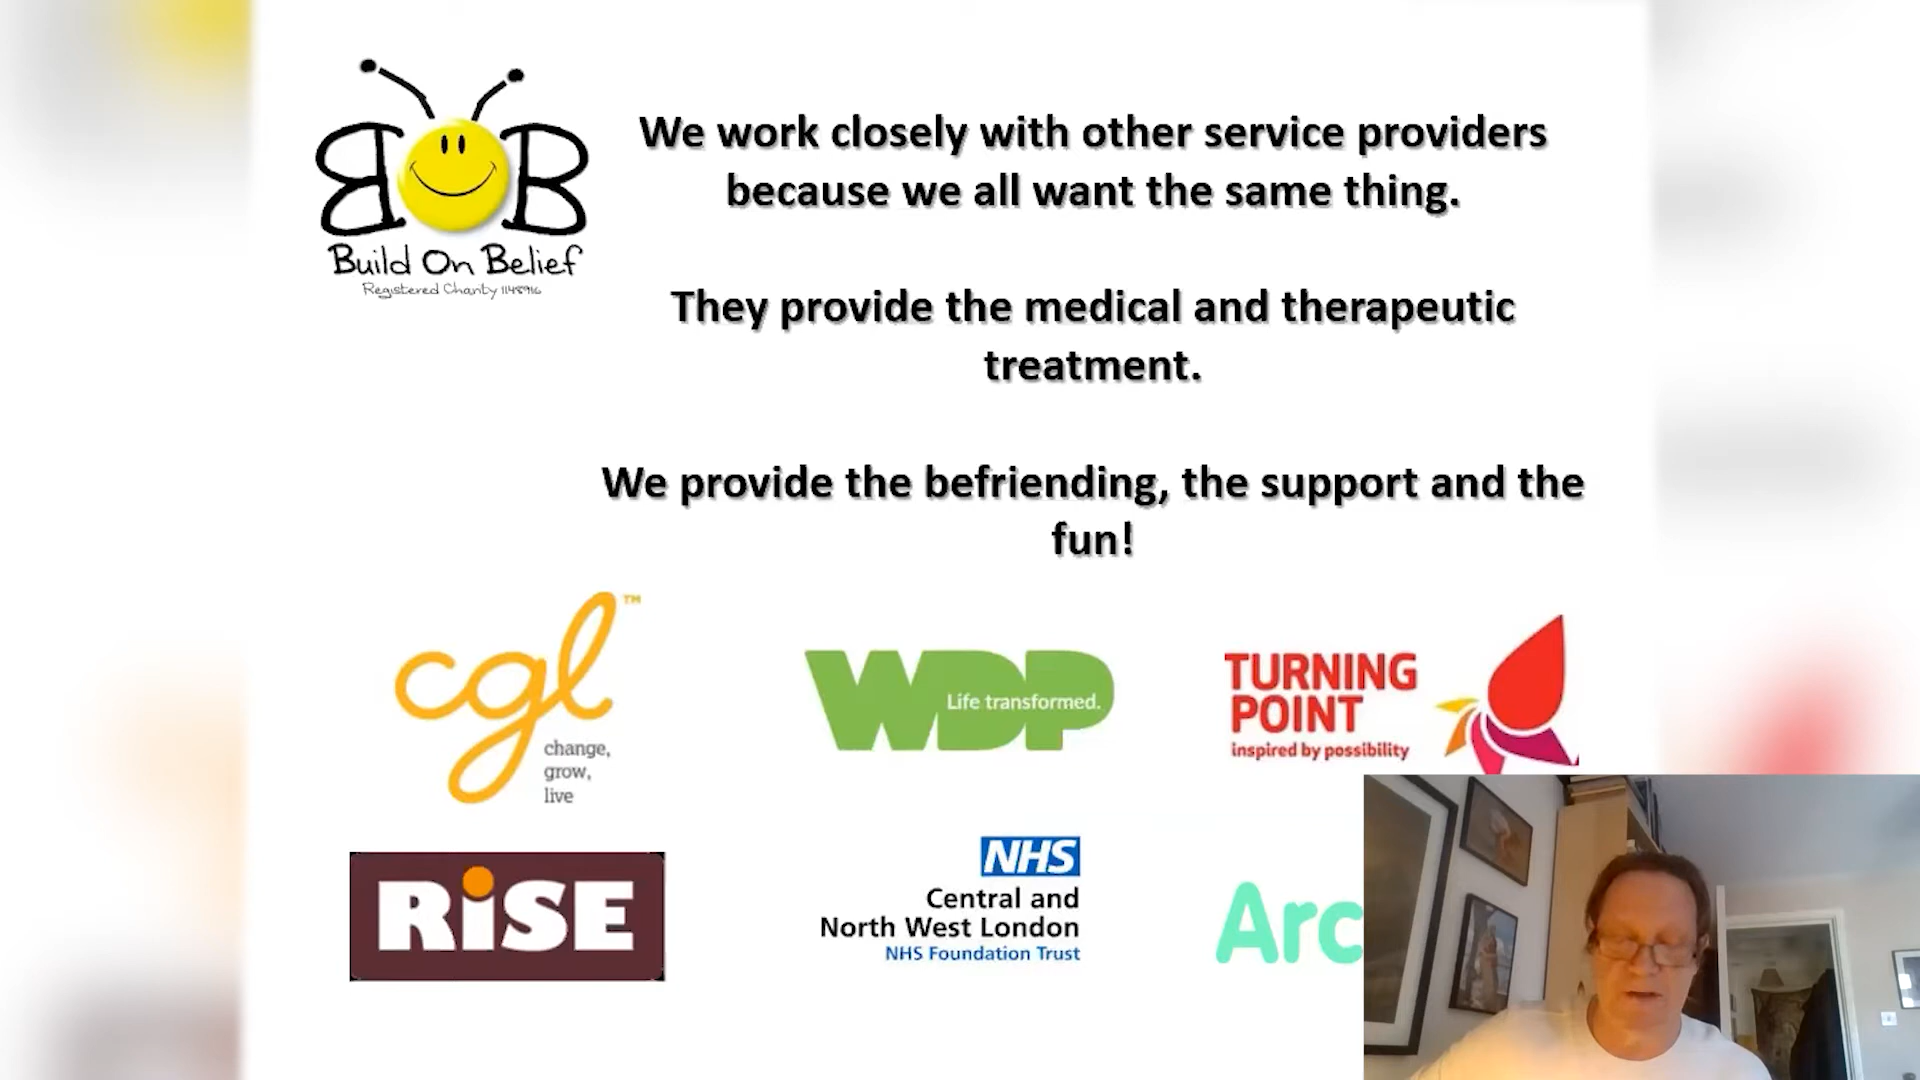 We work closely with other service providers
because we all want the same thing.
They provide the medical and therapeutic
treatment.
We provide the befriending, the support and the
fun!
BOB
Build On Belief
Registered Charity 1148916
cgl™
change,
grow,
live
WDP
Life transformed.
TURNING
POINT
inspired by possibility
RiSE
NHS
Central and
North West London
NHS Foundation Trust
Arc